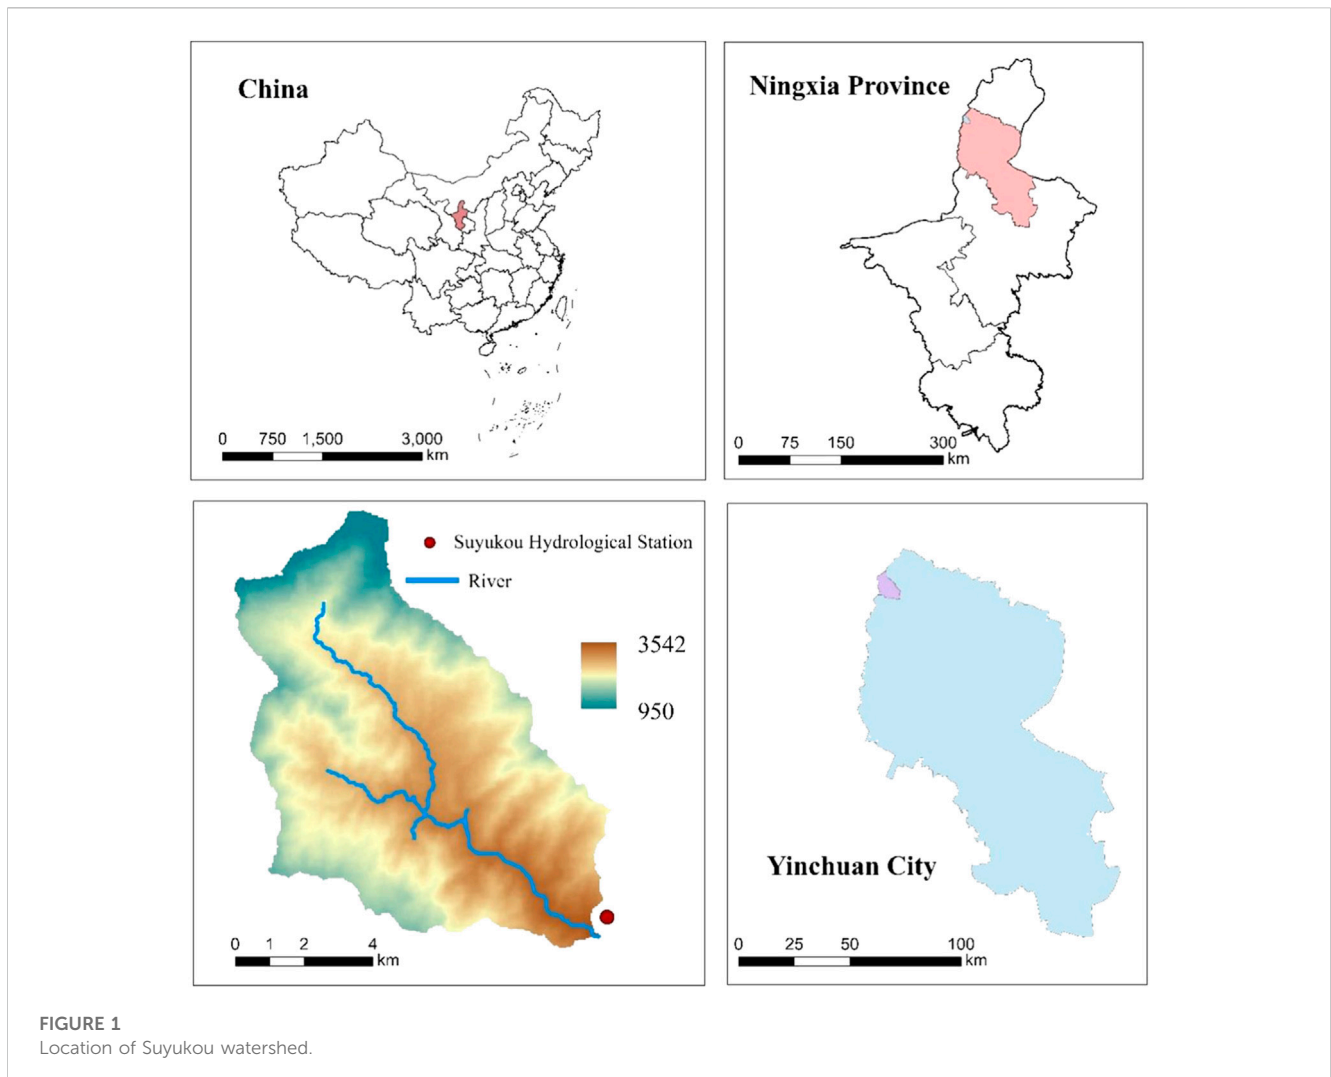 China
0 750 1,500 3,000
km
Ningxia Province
0 75 150 300
km
Suyukou Hydrological Station
River
3542
950
0 1 2 4
km
Yinchuan City
0 25 50 100
km
FIGURE 1
Location of Suyukou watershed.